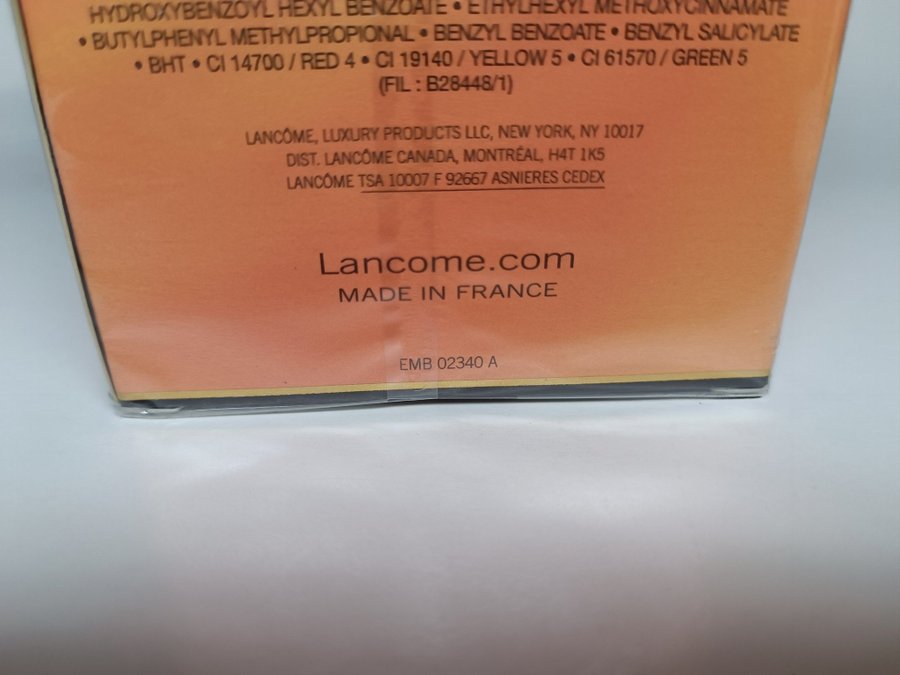 HYDROXYBENZOYL HEXYL BENZOATE • ETHYLHEXYL METHOXYCINNAMATE
• BUTYLPHENYL METHYLPROPIONAL • BENZYL BENZOATE • BENZYL SALICYLATE
• BHT • CI 14700 / RED 4 • CI 19140 / YELLOW 5 • CI 61570 / GREEN 5
(FIL : B28448/1)
LANCÔME, LUXURY PRODUCTS LLC, NEW YORK, NY 10017
DIST. LANCÔME CANADA, MONTRÉAL, H4T 1K5
LANCÔME TSA 10007 F 92667 ASNIERES CEDEX
Lancome.com
MADE IN FRANCE
EMB 02340 A